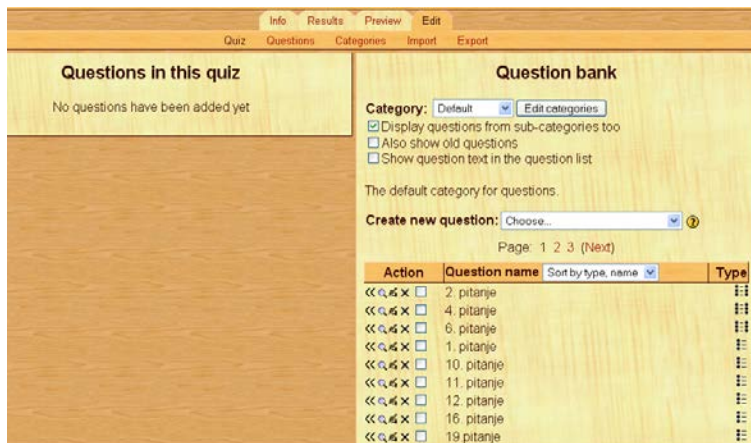 Info Results Preview Edit
Quiz Questions Categories Import Export
Questions in this quiz
No questions have been added yet
Question bank
Category: Default Edit categories
Display questions from sub-categories too
Also show old questions
Show question text in the question list
The default category for questions.
Create new question: Choose...
Page: 1 2 3 (Next)
Action Question name Sort by type, name Type
2. pitanje
4. pitanje
6. pitanje
1. pitanje
10. pitanje
11. pitanje
12. pitanje
16. pitanje
19 pitanje